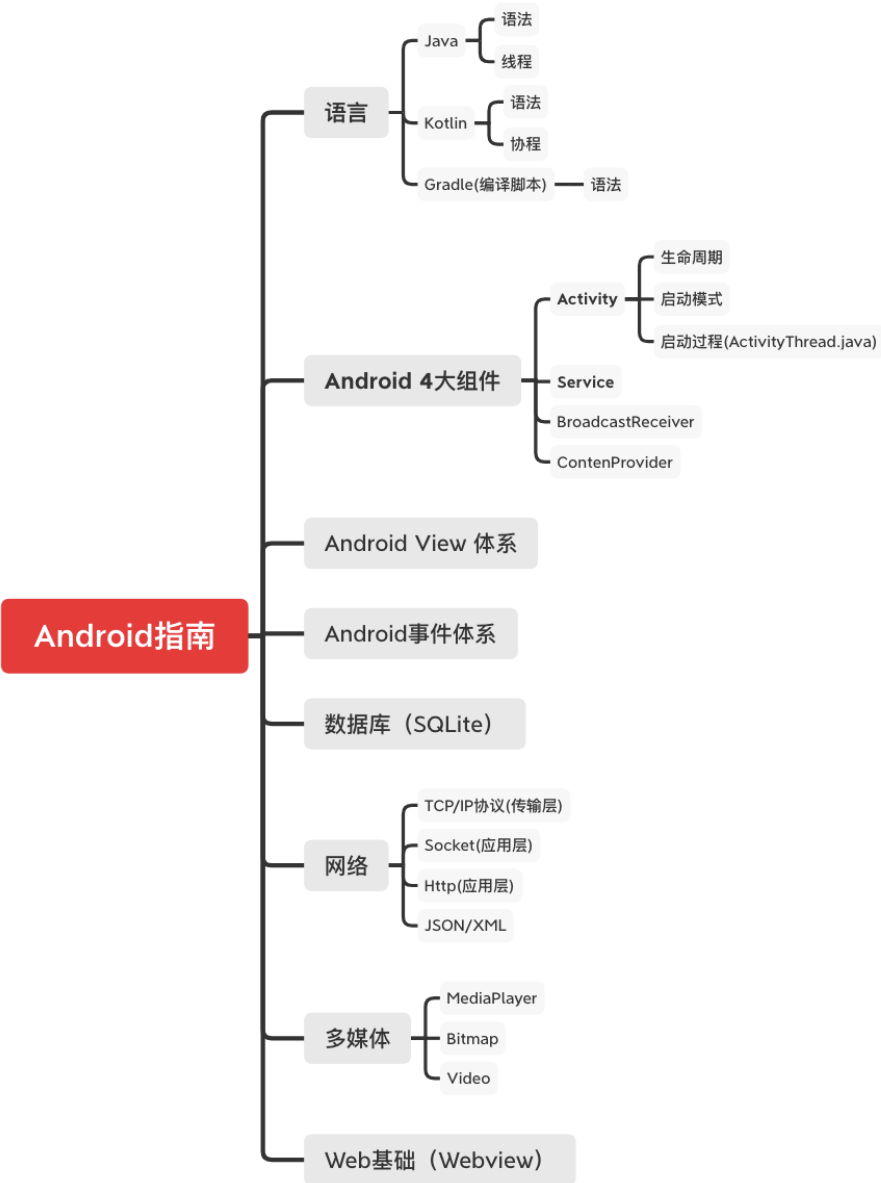 Android指南
语言
Java
语法
线程
Kotlin
语法
协程
Gradle(编译脚本)
语法
Android 4大组件
Activity
生命周期
启动模式
启动过程(ActivityThread.java)
Service
BroadcastReceiver
ContenProvider
Android View 体系
Android事件体系
数据库（SQLite）
网络
TCP/IP协议(传输层)
Socket(应用层)
Http(应用层)
JSON/XML
多媒体
MediaPlayer
Bitmap
Video
Web基础（Webview）